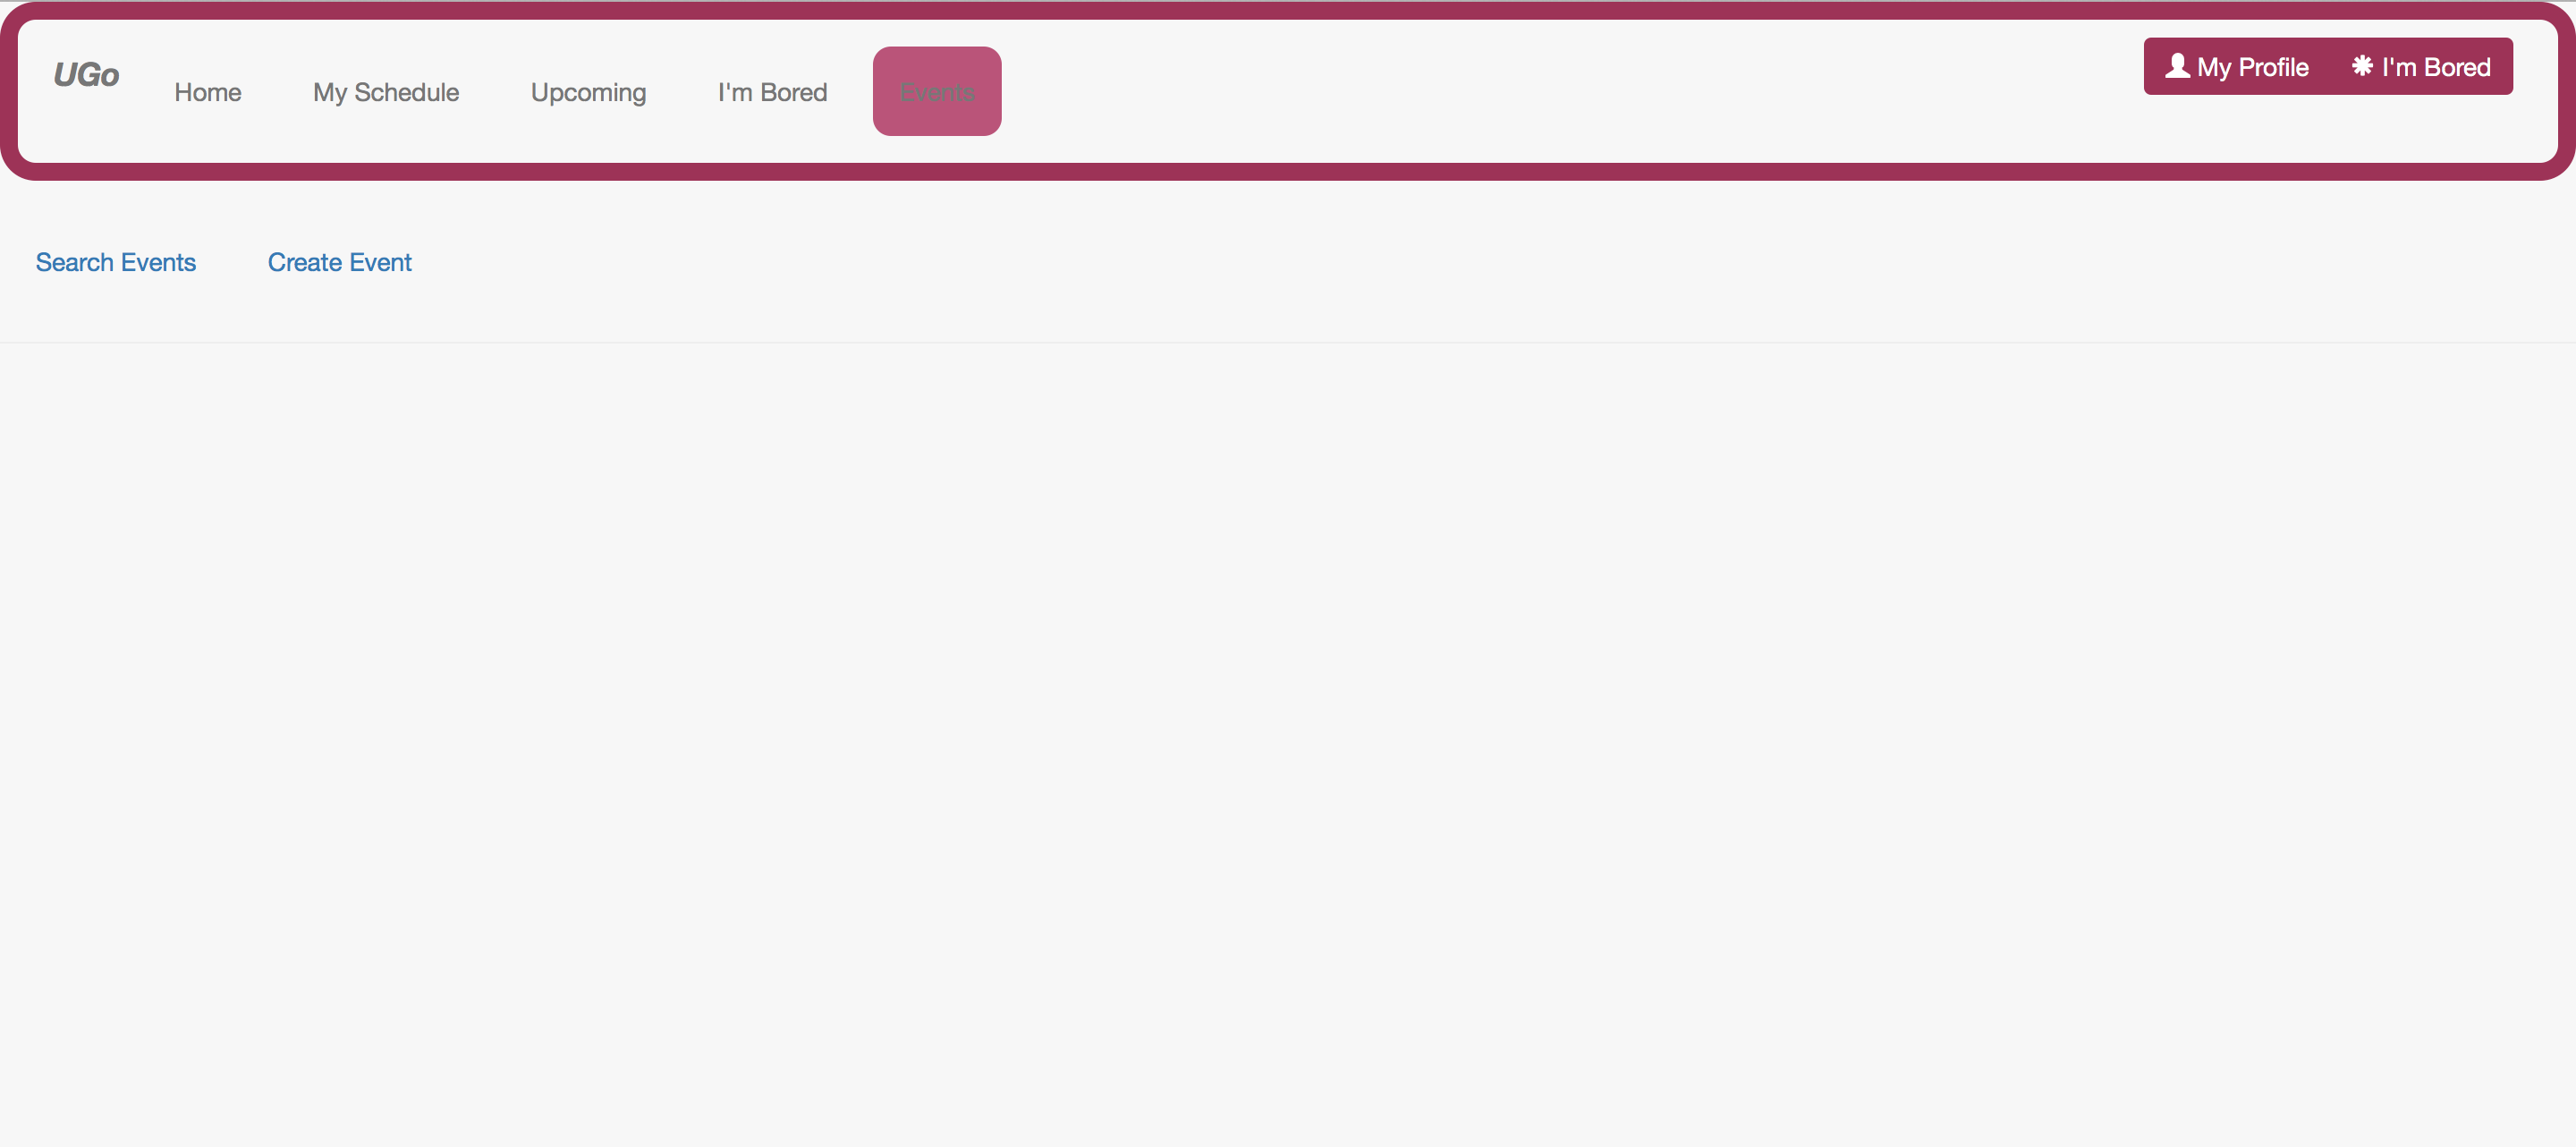 UGo Home My Schedule Upcoming I'm Bored Events My Profile I'm Bored
Search Events Create Event